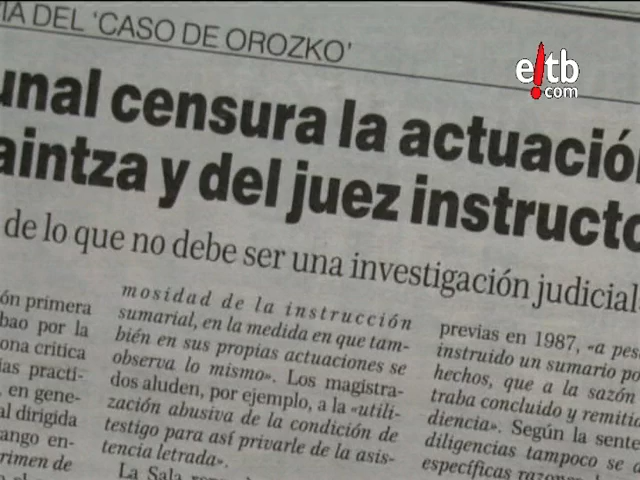 IA DEL 'CASO DE OROZKO'
eitb
.com
unal censura la actuació
aintza y del juez instructo
de lo que no debe ser una investigación judicial
ón primera
bao por la
ona critica
ías practi-
, en gene-
al dirigida
ango en-
rimen de
mosidad de la instrucción
sumarial, en la medida en que tam-
bién en sus propias actuaciones se
observa lo mismo». Los magistra-
dos aluden, por ejemplo, a la «utili-
zación abusiva de la condición de
testigo para así privarle de la asis-
tencia letrada».
La Sala
previas en 1987, «a pes
instruido un sumario po
hechos, que a la sazón
traba concluido y remitid
diencia». Según la sente
diligencias tampoco se a
específicas